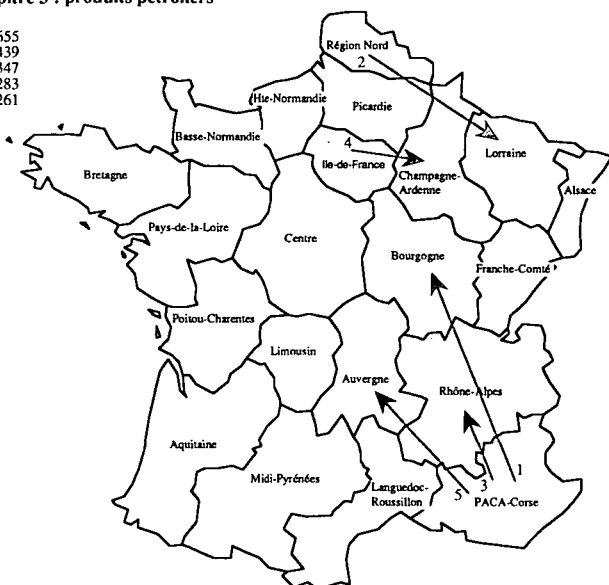 pitre 3 : produits pétroliers
655
439
347
283
261
Région Nord
2
Hte-Normandie
Picardie
Basse-Normandie
4
Ile-de-France
Lorraine
Champagne-
Ardenne
Bretagne
Alsace
Pays-de-la-Loire
Centre
Bourgogne
Franche-Comté
Poitou-Charentes
Limousin
Auvergne
Rhône-Alpes
Aquitaine
Midi-Pyrénées
Languedoc-
Roussillon
5
3
1
PACA-Corse